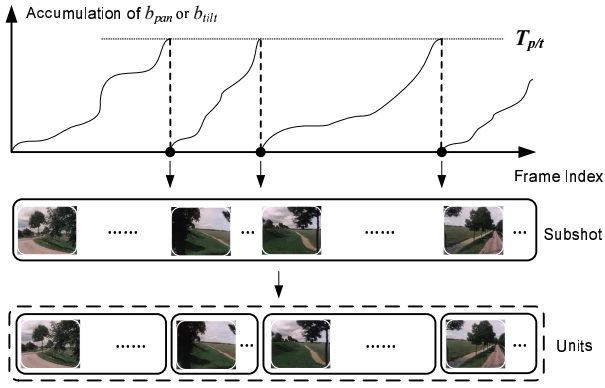 Accumulation of b_pan or b_tilt
T_p/t
Frame Index
...... ... ...... ...
Subshot
...... ... ...... ...
Units